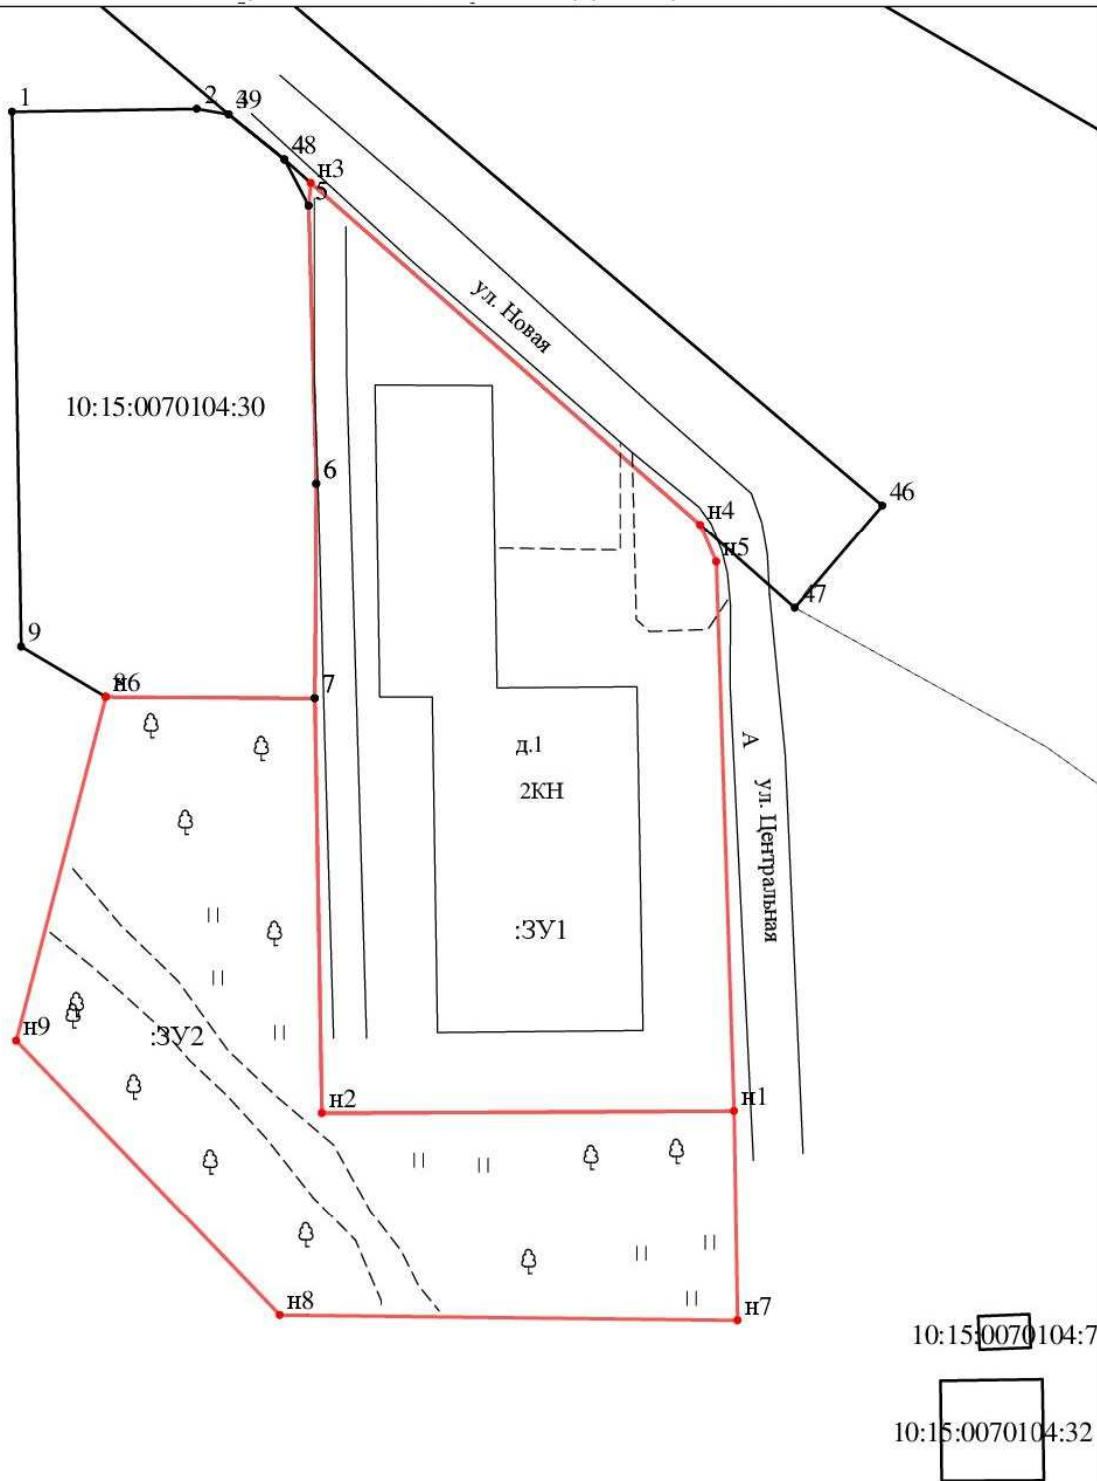 1
2
39
48
н3
5
ул. Новая
10:15:0070104:30
6
46
н4
н5
47
9
н6
7
д.1
А
2КН
ул. Центральная
:ЗУ1
н9
:ЗУ2
н2
н1
н8
н7
10:15:0070104:7
10:15:0070104:32